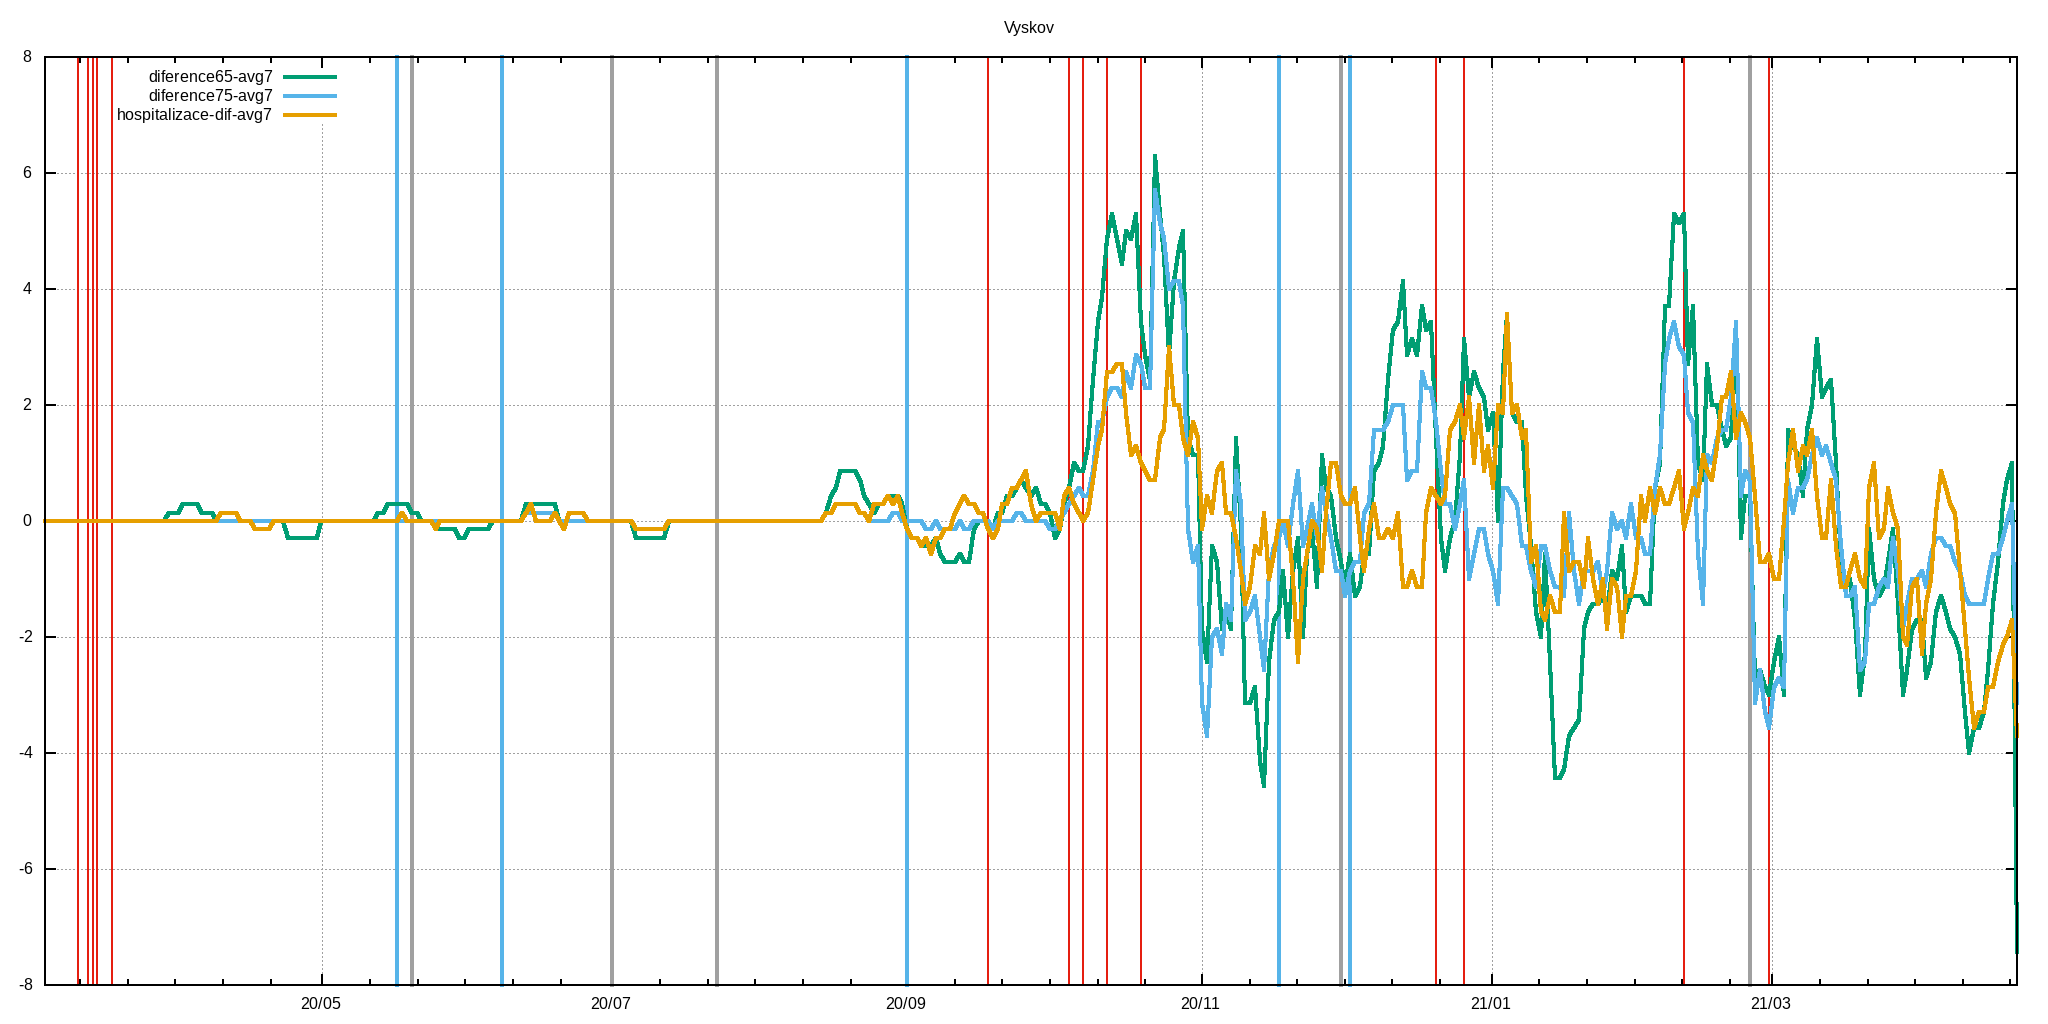 Vyskov
diference65-avg7
diference75-avg7
hospitalizace-dif-avg7
8
6
4
2
0
-2
-4
-6
-8
20/05 20/07 20/09 20/11 21/01 21/03